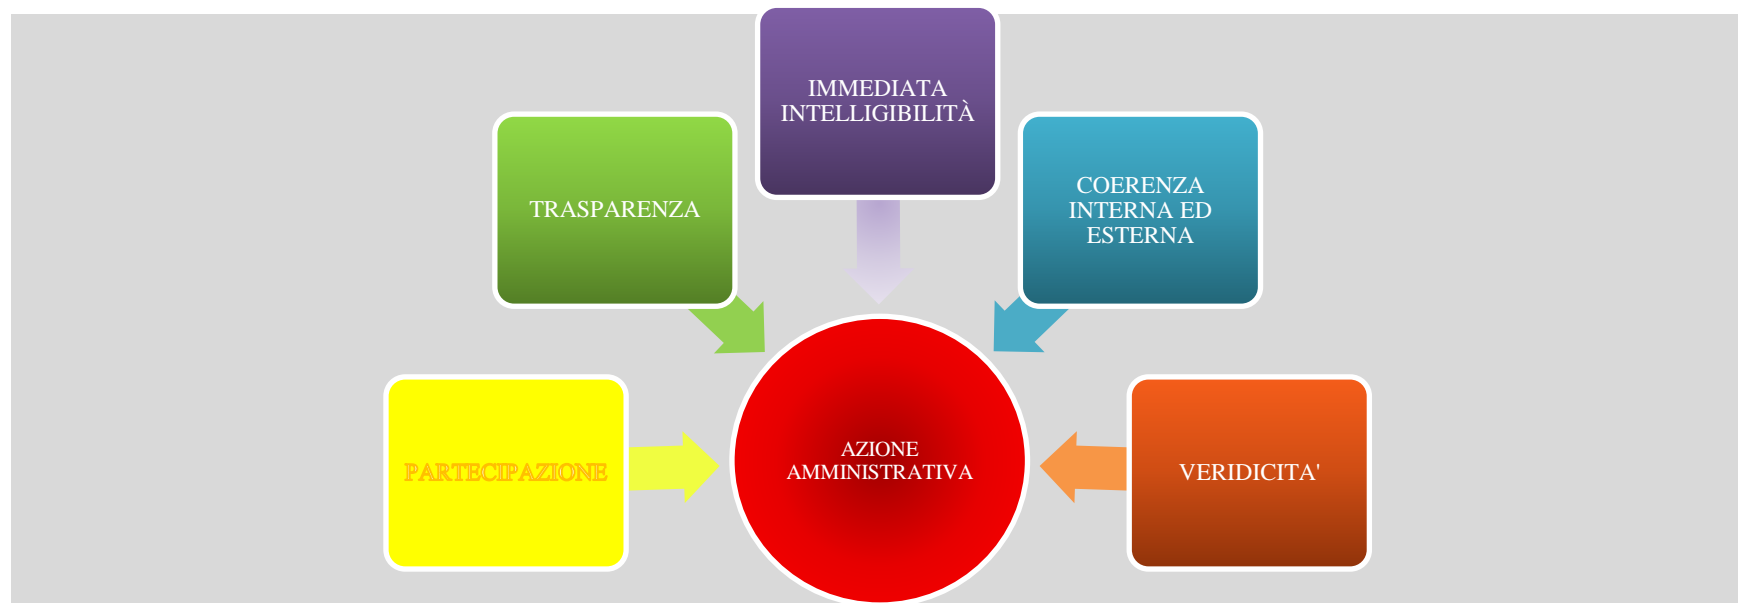 IMMEDIATA
INTELLIGIBILITÀ
TRASPARENZA
COERENZA
INTERNA ED
ESTERNA
PARTECIPAZIONE
AZIONE
AMMINISTRATIVA
VERIDICITA'